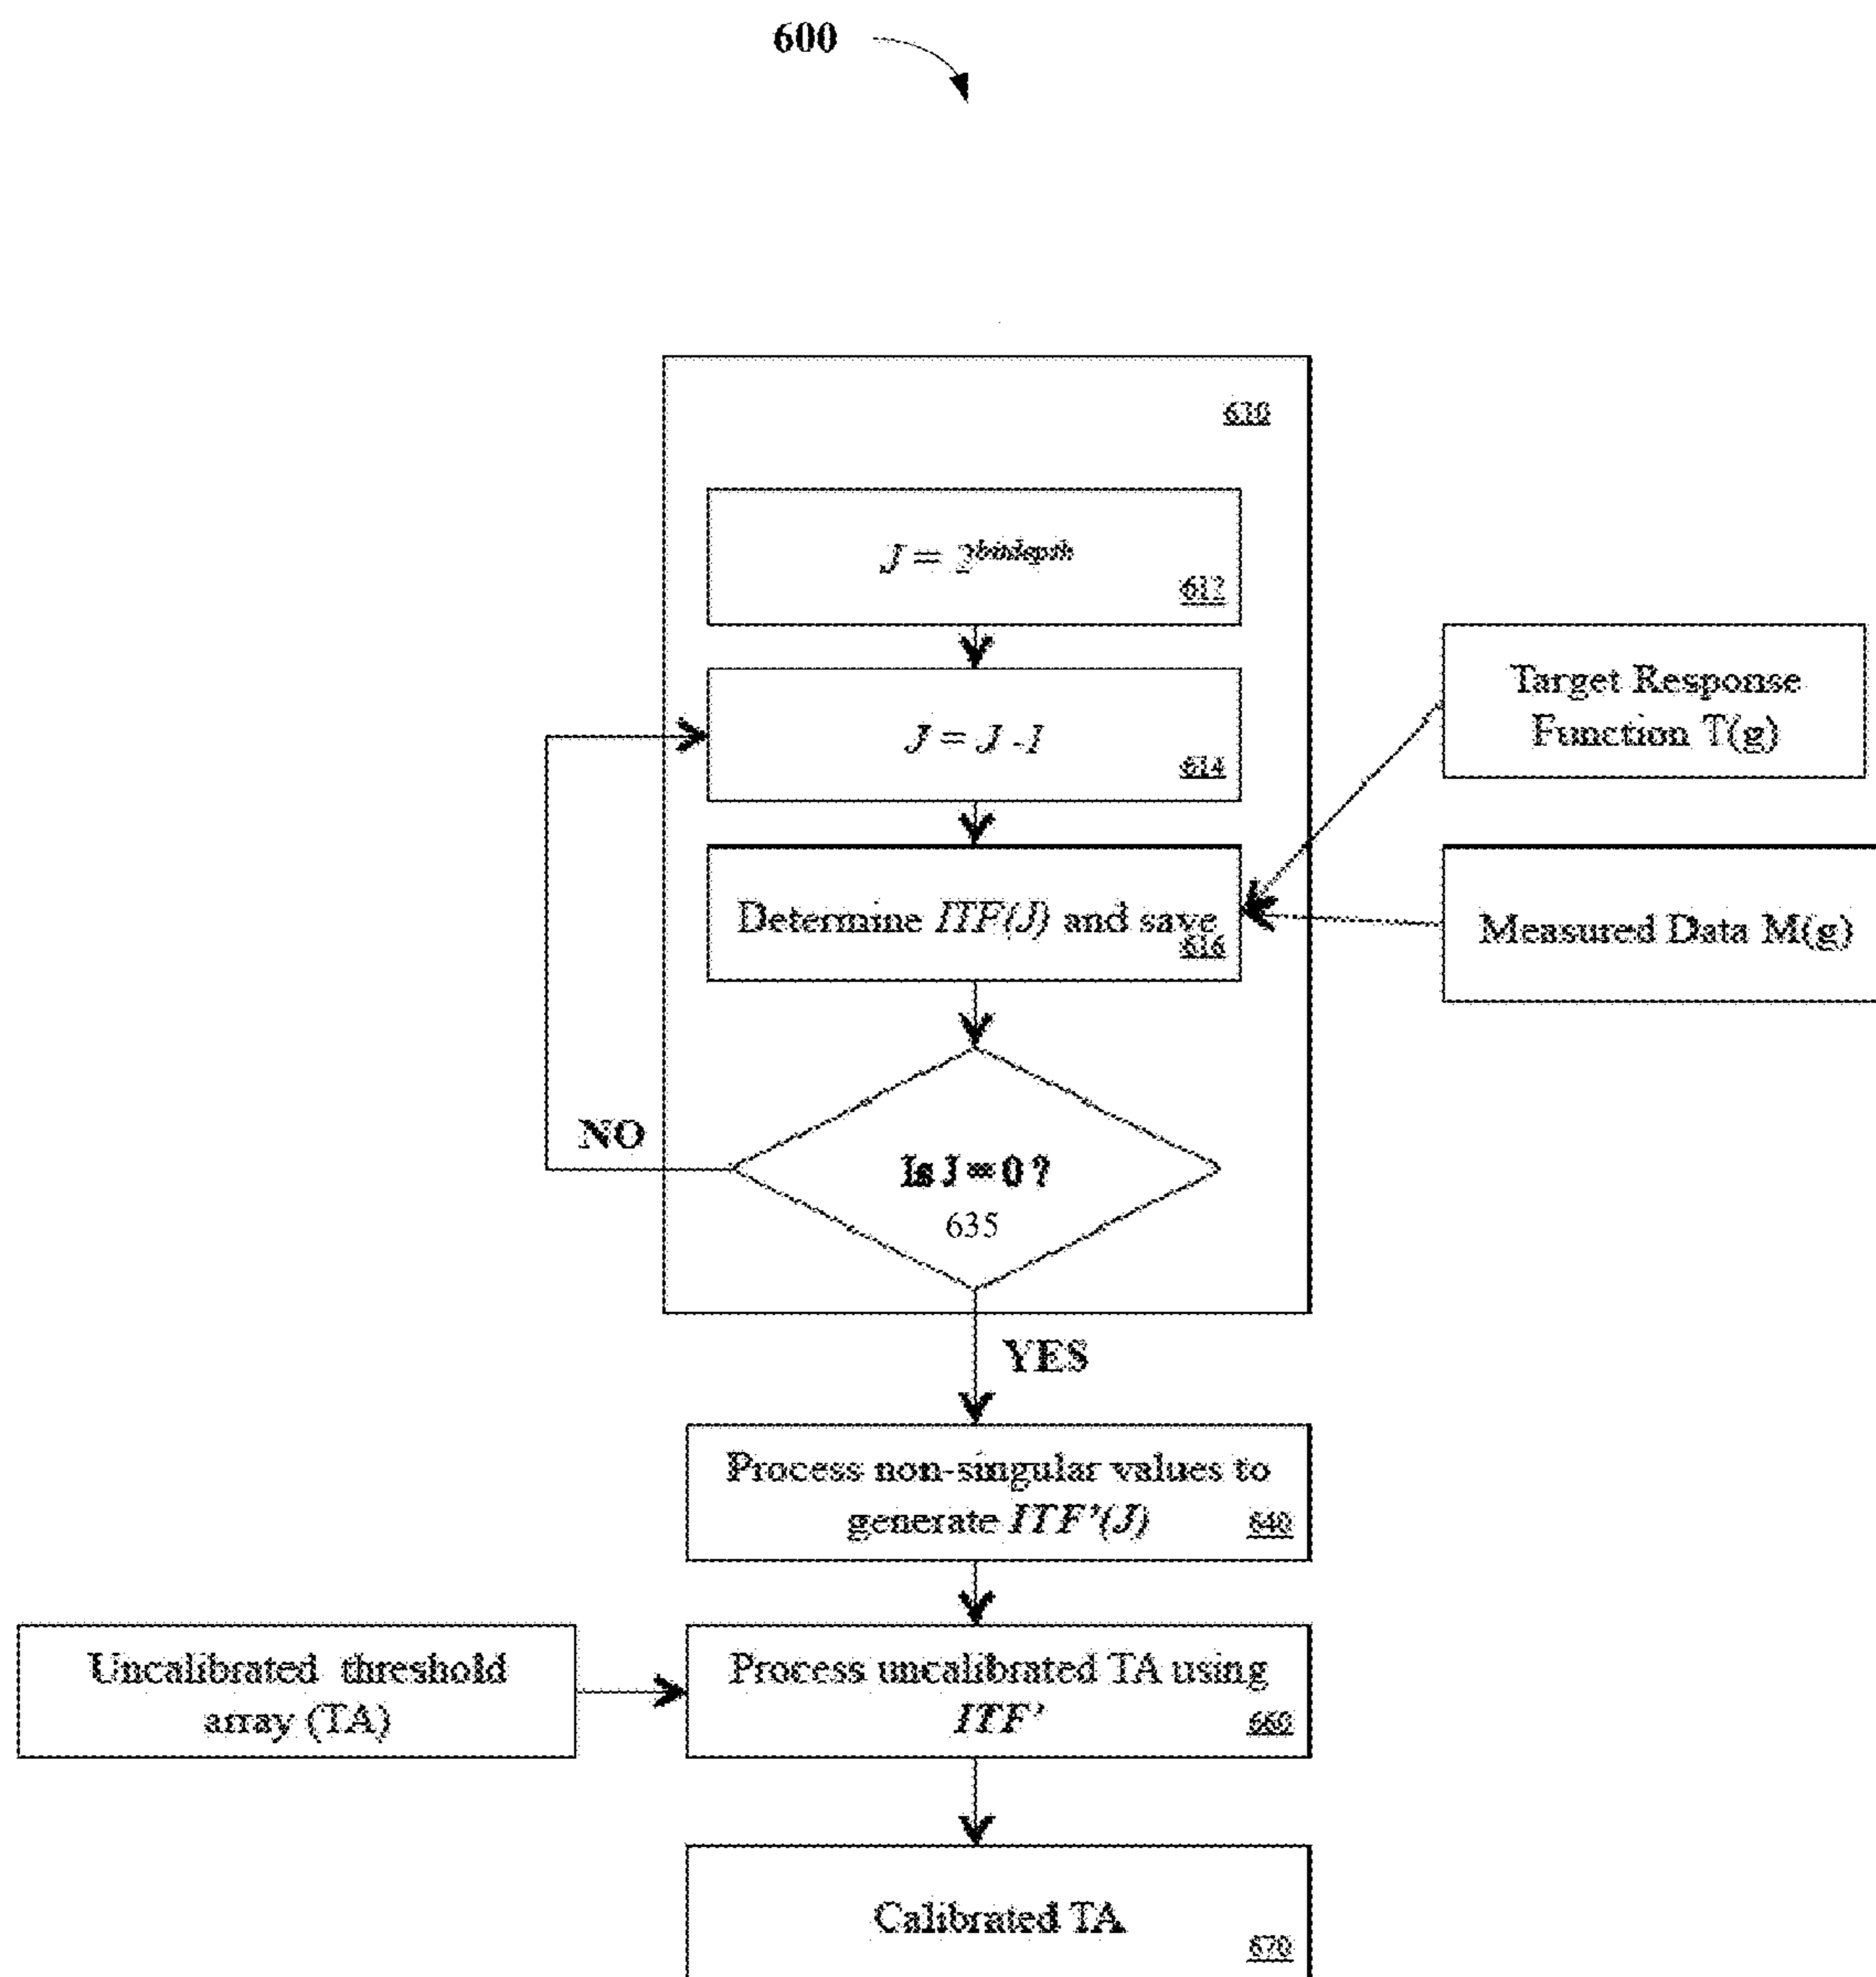 600
610
J = 2^bitdepth
612
J = J -1
614
Target Response
Function T(g)
Determine ITF(J) and save
616
Measured Data M(g)
NO
Is J = 0 ?
635
YES
Process non-singular values to
generate ITF'(J)
640
Uncalibrated threshold
array (TA)
Process uncalibrated TA using
ITF'
660
Calibrated TA
670